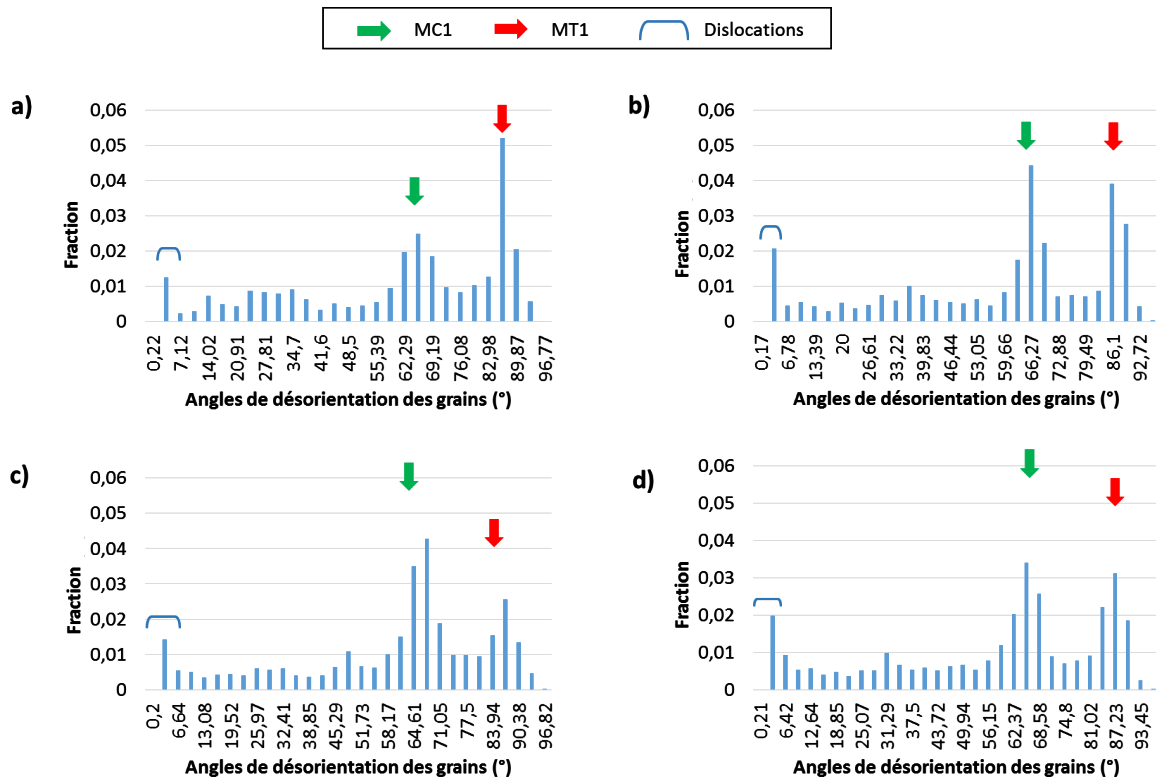 MC1 MT1 Dislocations
a)
0,06
0,05
0,04
0,03
0,02
0,01
0
Fraction
0,22 7,12 14,02 20,91 27,81 34,7 41,6 48,5 55,39 62,29 69,19 76,08 82,98 89,87 96,77
Angles de désorientation des grains (°)
b)
0,06
0,05
0,04
0,03
0,02
0,01
0
Fraction
0,17 6,78 13,39 20 26,61 33,22 39,83 46,44 53,05 59,66 66,27 72,88 79,49 86,1 92,72
Angles de désorientation des grains (°)
c)
0,06
0,05
0,04
0,03
0,02
0,01
0
Fraction
0,2 6,64 13,08 19,52 25,97 32,41 38,85 45,29 51,73 58,17 64,61 71,05 77,5 83,94 90,38 96,82
Angles de désorientation des grains (°)
d)
0,06
0,05
0,04
0,03
0,02
0,01
0
Fraction
0,21 6,42 12,64 18,85 25,07 31,29 37,5 43,72 49,94 56,15 62,37 68,58 74,8 81,02 87,23 93,45
Angles de désorientation des grains (°)